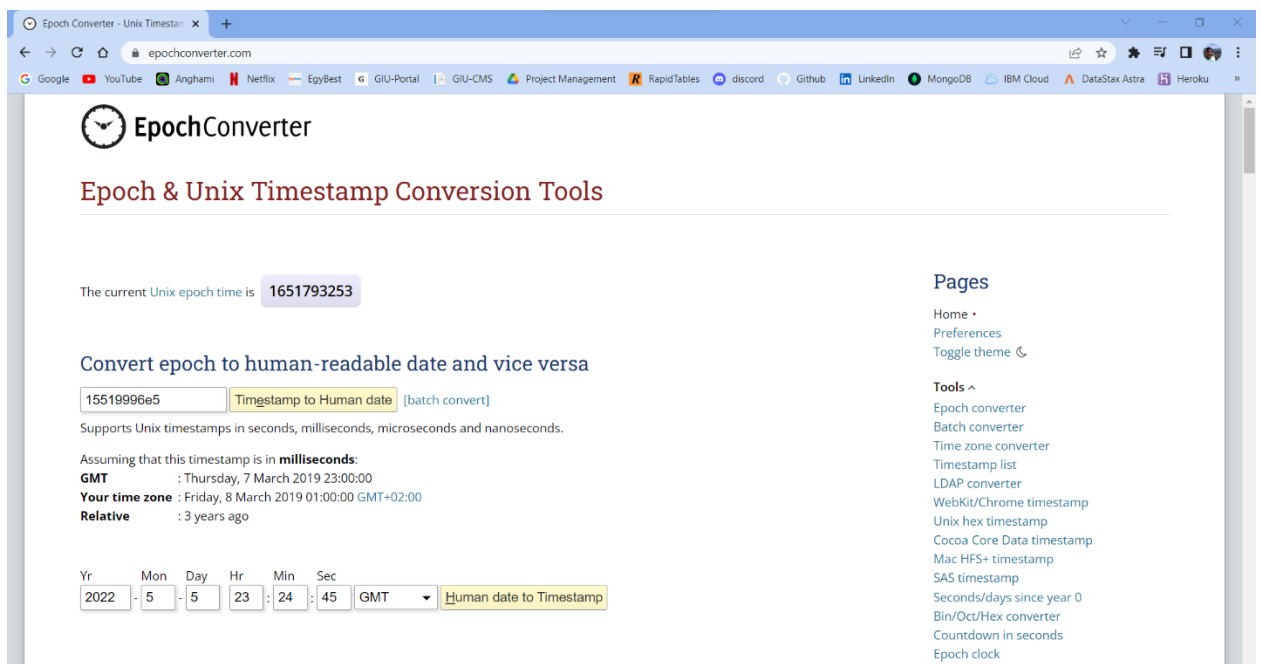 Epoch Converter - Unix Timestam
epochconverter.com
Google YouTube Anghami Netflix EgyBest GIU-Portal GIU-CMS Project Management RapidTables discord Github LinkedIn MongoDB IBM Cloud DataStax Astra Heroku »
EpochConverter
Epoch & Unix Timestamp Conversion Tools
The current Unix epoch time is 1651793253
Convert epoch to human-readable date and vice versa
15519996e5 Timestamp to Human date [batch convert]
Supports Unix timestamps in seconds, milliseconds, microseconds and nanoseconds.
Assuming that this timestamp is in milliseconds:
GMT : Thursday, 7 March 2019 23:00:00
Your time zone : Friday, 8 March 2019 01:00:00 GMT+02:00
Relative : 3 years ago
Yr Mon Day Hr Min Sec
2022 - 5 - 5 23 : 24 : 45 GMT Human date to Timestamp
Pages
Home •
Preferences
Toggle theme
Tools
Epoch converter
Batch converter
Time zone converter
Timestamp list
LDAP converter
WebKit/Chrome timestamp
Unix hex timestamp
Cocoa Core Data timestamp
Mac HFS+ timestamp
SAS timestamp
Seconds/days since year 0
Bin/Oct/Hex converter
Countdown in seconds
Epoch clock